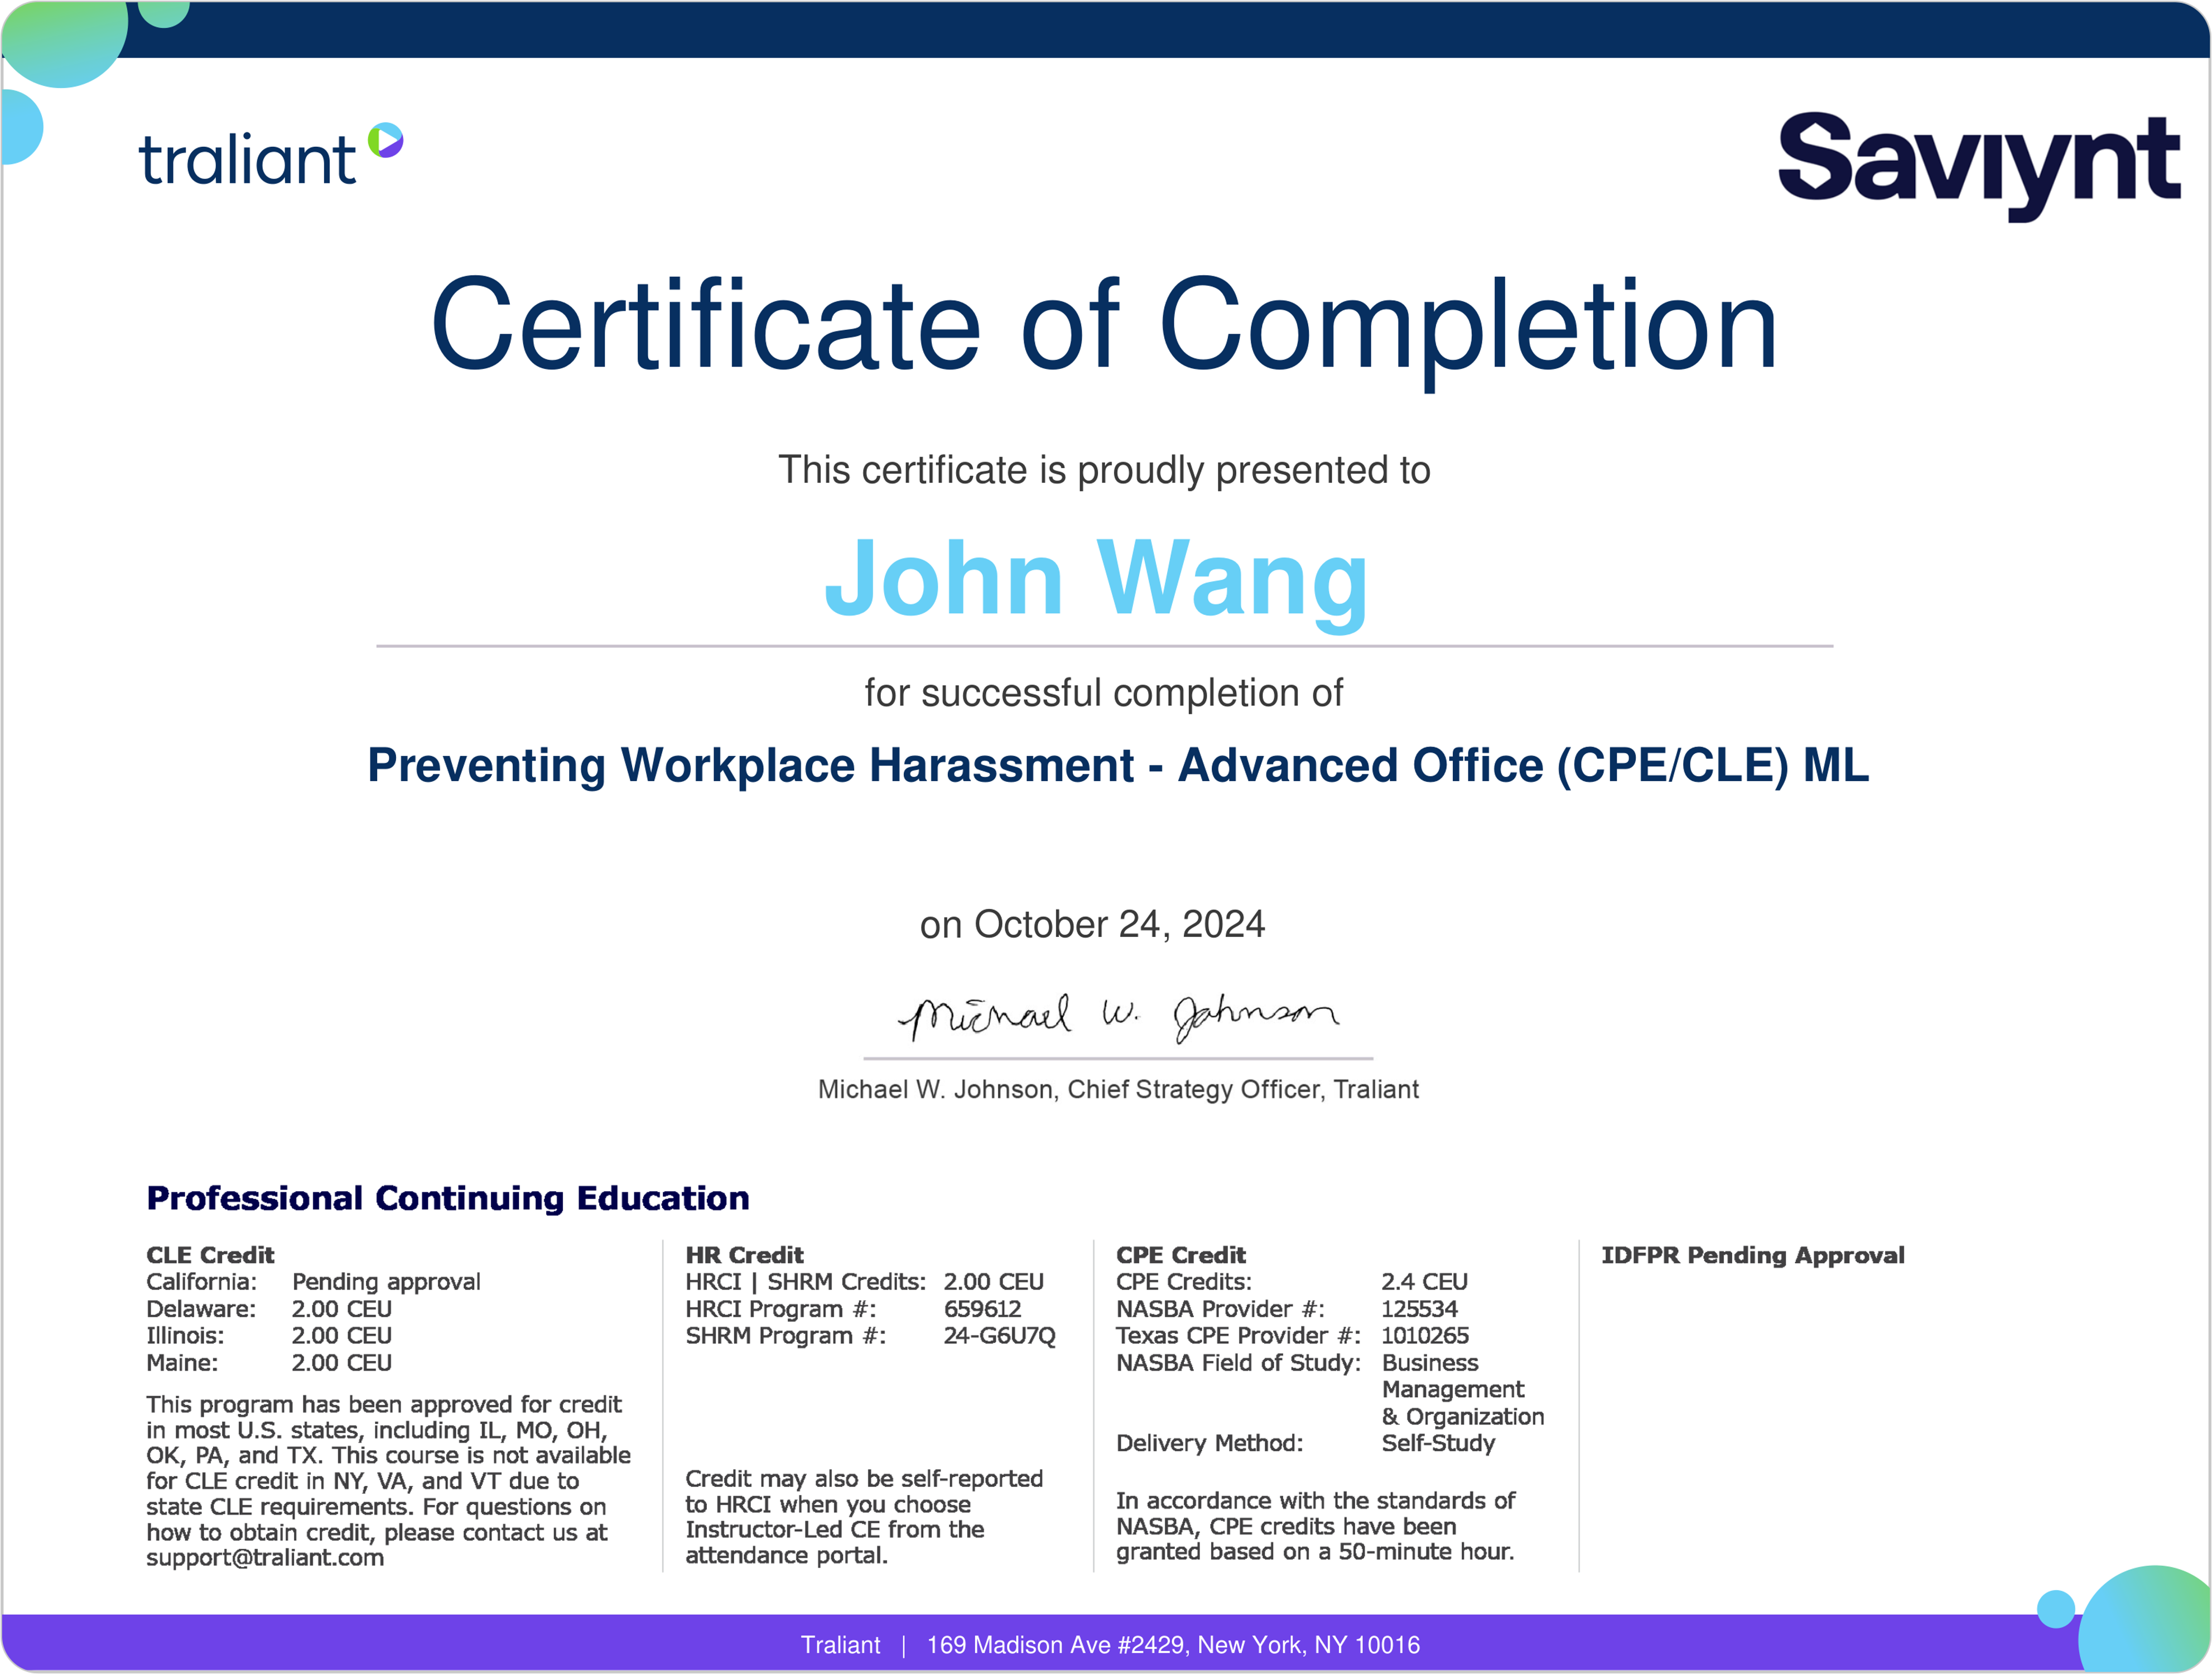 traliant
Saviynt
Certificate of Completion
This certificate is proudly presented to
John Wang
for successful completion of
Preventing Workplace Harassment - Advanced Office (CPE/CLE) ML
on October 24, 2024
Michael W. Johnson
Michael W. Johnson, Chief Strategy Officer, Traliant
Professional Continuing Education
CLE Credit
California: Pending approval
Delaware: 2.00 CEU
Illinois: 2.00 CEU
Maine: 2.00 CEU
This program has been approved for credit
in most U.S. states, including IL, MO, OH,
OK, PA, and TX. This course is not available
for CLE credit in NY, VA, and VT due to
state CLE requirements. For questions on
how to obtain credit, please contact us at
support@traliant.com
HR Credit
HRCI | SHRM Credits: 2.00 CEU
HRCI Program #: 659612
SHRM Program #: 24-G6U7Q
Credit may also be self-reported
to HRCI when you choose
Instructor-Led CE from the
attendance portal.
CPE Credit
CPE Credits: 2.4 CEU
NASBA Provider #: 125534
Texas CPE Provider #: 1010265
NASBA Field of Study: Business
Management
& Organization
Delivery Method: Self-Study
In accordance with the standards of
NASBA, CPE credits have been
granted based on a 50-minute hour.
IDFPR Pending Approval
Traliant | 169 Madison Ave #2429, New York, NY 10016